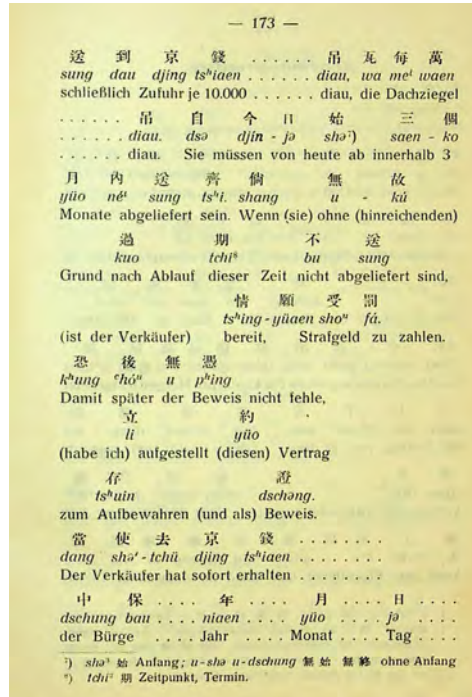 — 173 —
送 到 京 錢 . . . . . . 吊 瓦 每 萬
sung dau djing tsʰiaen . . . . . . diau, wa meⁱ waen
schließlich Zufuhr je 10.000 . . . . . . diau, die Dachziegel
. . . . . . 吊 自 今 日 始 三 個
. . . . . . diau. dsə djin - jə shə⁷) saen - ko
. . . . . . diau. Sie müssen von heute ab innerhalb 3
月 內 送 齊 倘 無 故
yüo néⁱ sung tsʰi. shang u - kú
Monate abgeliefert sein. Wenn (sie) ohne (hinreichenden)
過 期 不 送
kuo tchi⁸ bu sung
Grund nach Ablauf dieser Zeit nicht abgeliefert sind,
情 願 受 罰
tsʰing - yüaen shoᵘ fá.
(ist der Verkäufer) bereit, Strafgeld zu zahlen.
恐 後 無 憑
kʰung ᶜhóᵘ u pʰing
Damit später der Beweis nicht fehle,
立 約
li yüo
(habe ich) aufgestellt (diesen) Vertrag
存 證
tsʰuin dschəng.
zum Aufbewahren (und als) Beweis.
當 使 去 京 錢 . . . . . . . .
dang shə' - tchü djing tsʰiaen . . . . . . . .
Der Verkäufer hat sofort erhalten . . . . . . . .
中 保 . . . . 年 . . . . 月 . . . . 日 . . . .
dschung bau . . . . niaen . . . . yüo . . . . jə . . . .
der Bürge . . . . Jahr . . . . Monat . . . . Tag . . . .
⁷) shə³ 始 Anfang; u-shə u-dschung 無 始 無 終 ohne Anfang
⁸) tchi² 期 Zeitpunkt, Termin.